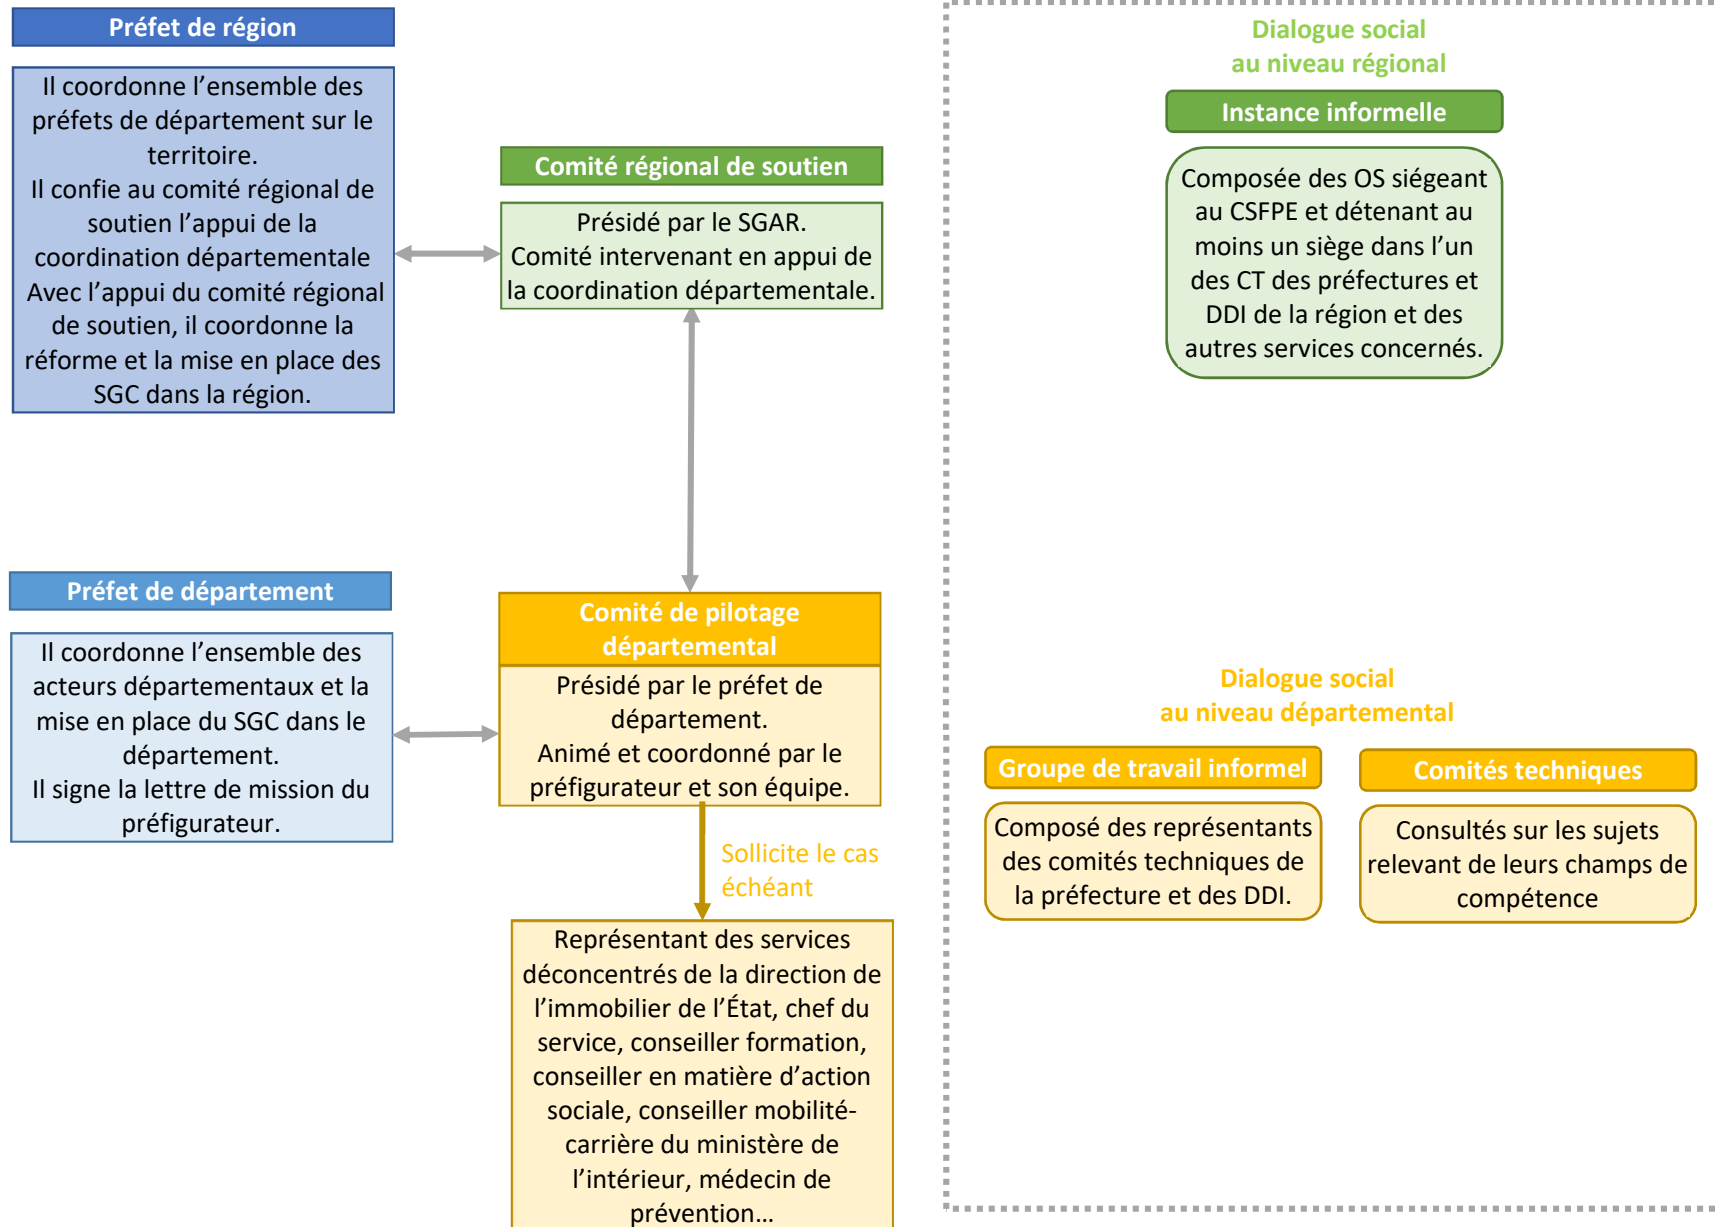 Préfet de région
Il coordonne l’ensemble des
préfets de département sur le
territoire.
Il confie au comité régional de
soutien l’appui de la
coordination départementale
Avec l’appui du comité régional
de soutien, il coordonne la
réforme et la mise en place des
SGC dans la région.
Comité régional de soutien
Présidé par le SGAR.
Comité intervenant en appui de
la coordination départementale.
Préfet de département
Il coordonne l’ensemble des
acteurs départementaux et la
mise en place du SGC dans le
département.
Il signe la lettre de mission du
préfigurateur.
Comité de pilotage
départemental
Présidé par le préfet de
département.
Animé et coordonné par le
préfigurateur et son équipe.
Sollicite le cas
échéant
Représentant des services
déconcentrés de la direction de
l’immobilier de l’État, chef du
service, conseiller formation,
conseiller en matière d’action
sociale, conseiller mobilité-
carrière du ministère de
l’intérieur, médecin de
prévention…
Dialogue social
au niveau régional
Instance informelle
Composée des OS siégeant
au CSFPE et détenant au
moins un siège dans l’un
des CT des préfectures et
DDI de la région et des
autres services concernés.
Dialogue social
au niveau départemental
Groupe de travail informel
Composé des représentants
des comités techniques de
la préfecture et des DDI.
Comités techniques
Consultés sur les sujets
relevant de leurs champs de
compétence